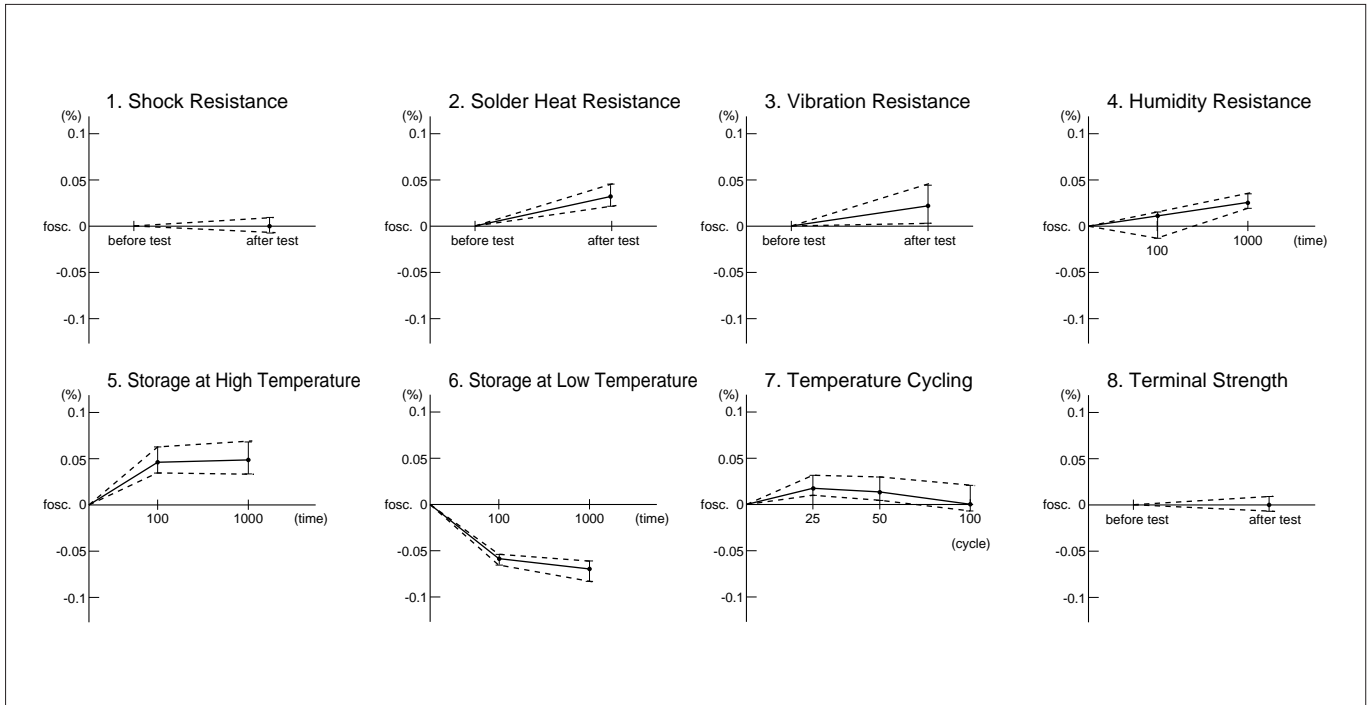 1. Shock Resistance
(%)
0.1
0.05
fosc. 0
before test after test
-0.05
-0.1
2. Solder Heat Resistance
(%)
0.1
0.05
fosc. 0
before test after test
-0.05
-0.1
3. Vibration Resistance
(%)
0.1
0.05
fosc. 0
before test after test
-0.05
-0.1
4. Humidity Resistance
(%)
0.1
0.05
fosc. 0
100 1000 (time)
-0.05
-0.1
5. Storage at High Temperature
(%)
0.1
0.05
fosc. 0
100 1000 (time)
-0.05
-0.1
6. Storage at Low Temperature
(%)
0.1
0.05
fosc. 0
100 1000 (time)
-0.05
-0.1
7. Temperature Cycling
(%)
0.1
0.05
fosc. 0
25 50 100
(cycle)
-0.05
-0.1
8. Terminal Strength
(%)
0.1
0.05
fosc. 0
before test after test
-0.05
-0.1